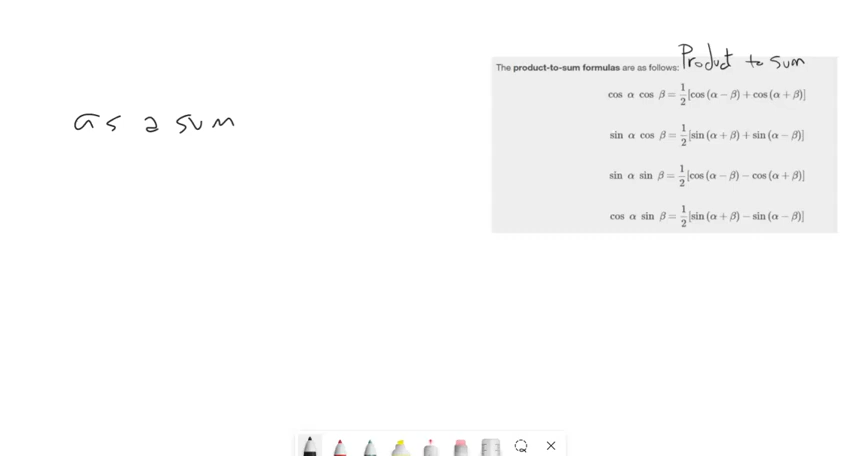 Product to sum
The product-to-sum formulas are as follows:
cos α cos β = 1/2[cos (α − β) + cos (α + β)]
as a sum
sin α cos β = 1/2[sin (α + β) + sin (α − β)]
sin α sin β = 1/2[cos (α − β) − cos (α + β)]
cos α sin β = 1/2[sin (α + β) − sin (α − β)]